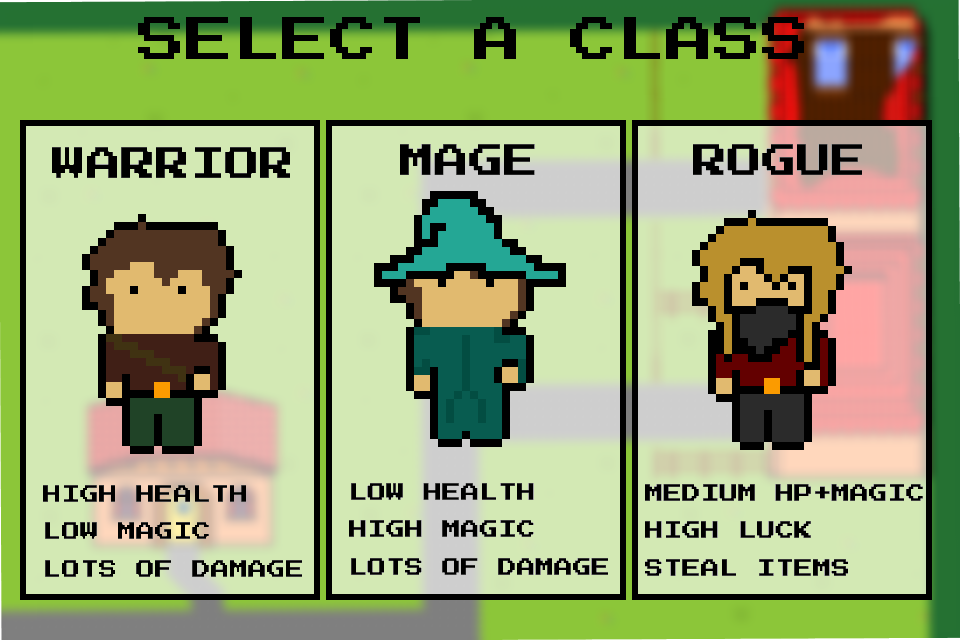 SELECT A CLASS
WARRIOR
HIGH HEALTH
LOW MAGIC
LOTS OF DAMAGE
MAGE
LOW HEALTH
HIGH MAGIC
LOTS OF DAMAGE
ROGUE
MEDIUM HP+MAGIC
HIGH LUCK
STEAL ITEMS